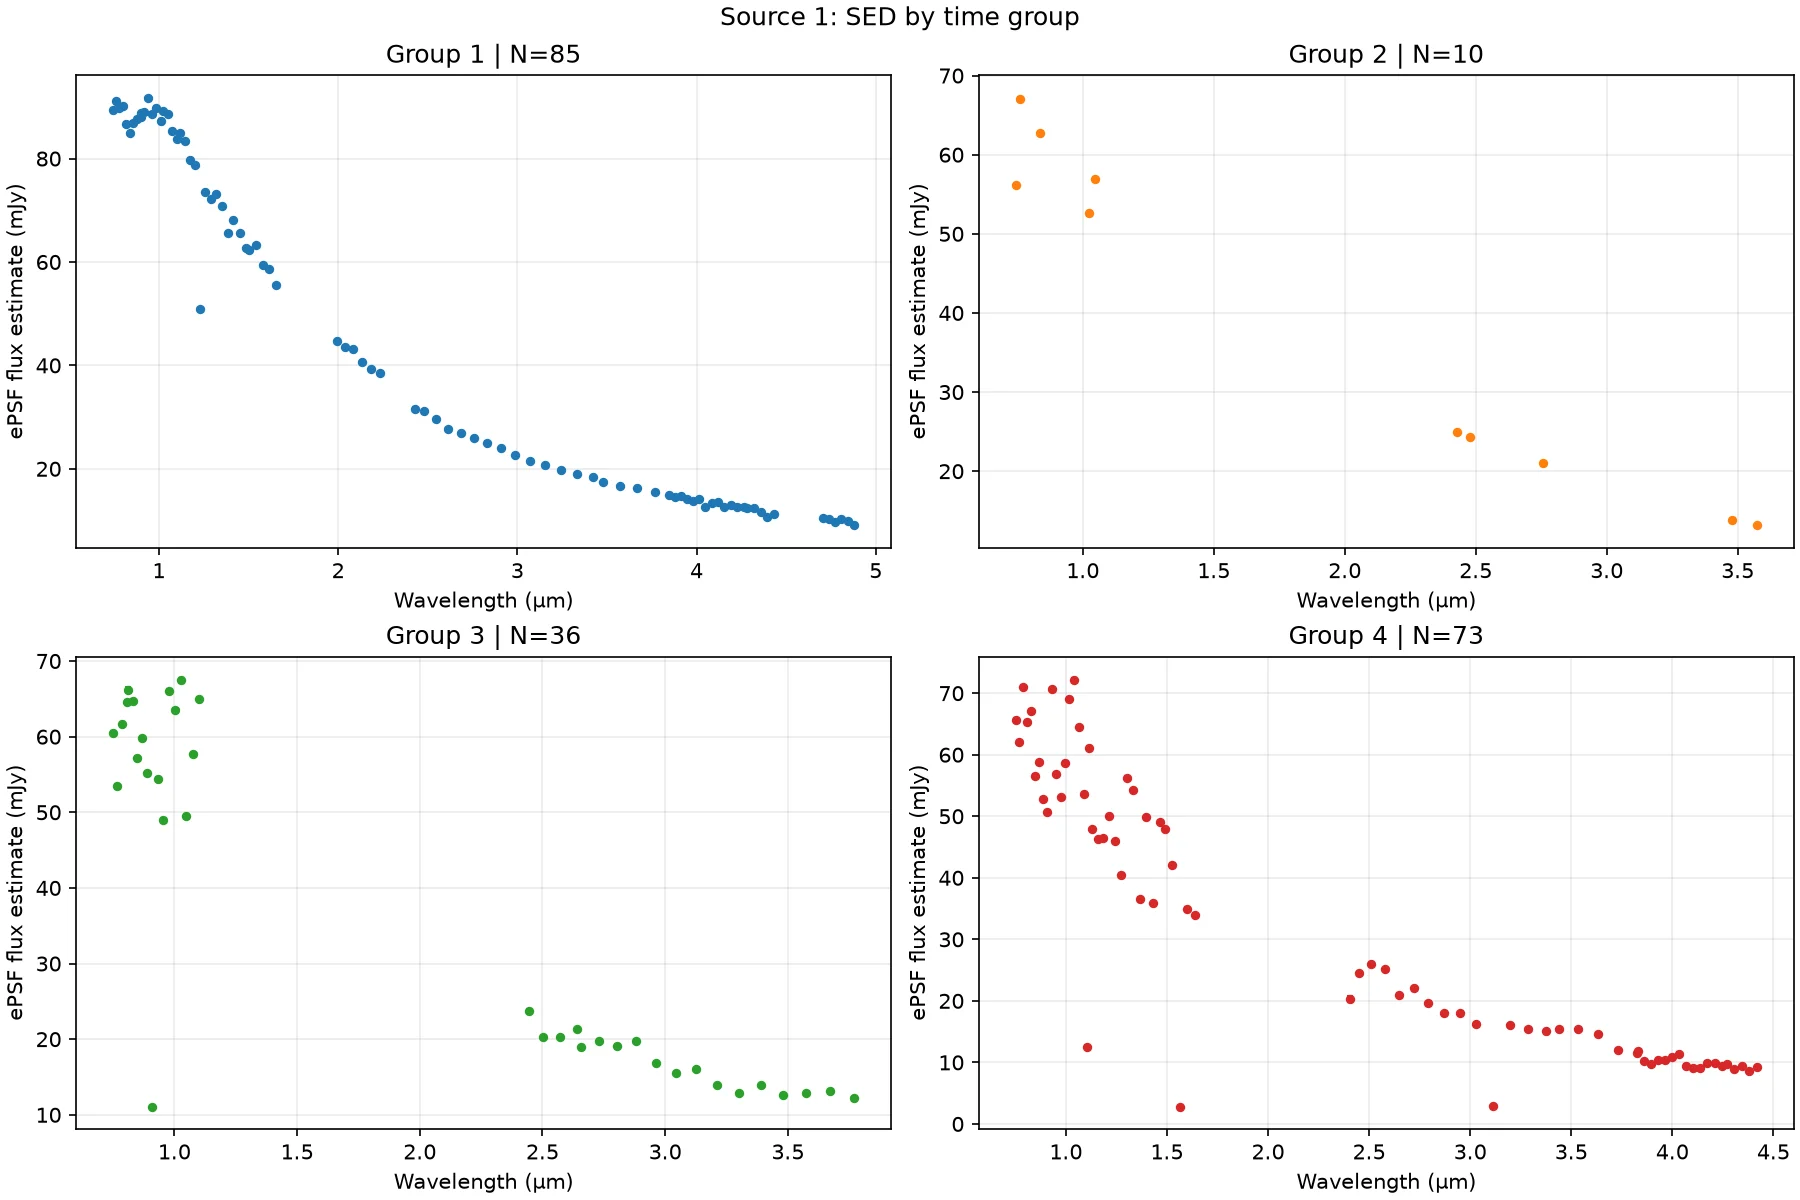 Source 1: SED by time group
Group 1 | N=85
80
60
40
20
1 2 3 4 5
ePSF flux estimate (mJy)
Wavelength (µm)
Group 2 | N=10
70
60
50
40
30
20
1.0 1.5 2.0 2.5 3.0 3.5
ePSF flux estimate (mJy)
Wavelength (µm)
Group 3 | N=36
70
60
50
40
30
20
10
1.0 1.5 2.0 2.5 3.0 3.5
ePSF flux estimate (mJy)
Wavelength (µm)
Group 4 | N=73
70
60
50
40
30
20
10
0
1.0 1.5 2.0 2.5 3.0 3.5 4.0 4.5
ePSF flux estimate (mJy)
Wavelength (µm)